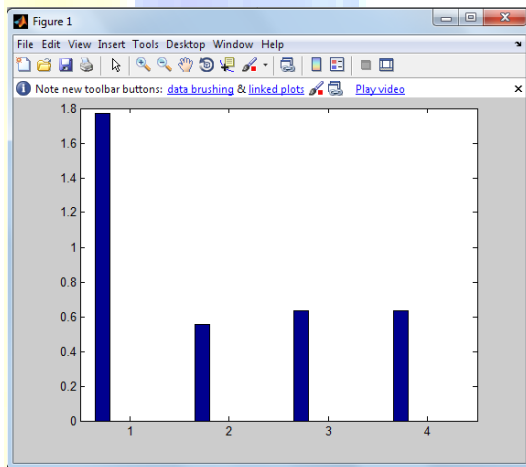 Figure 1
File Edit View Insert Tools Desktop Window Help
Note new toolbar buttons: data brushing & linked plots Play video
1.8
1.6
1.4
1.2
1
0.8
0.6
0.4
0.2
0
1 2 3 4